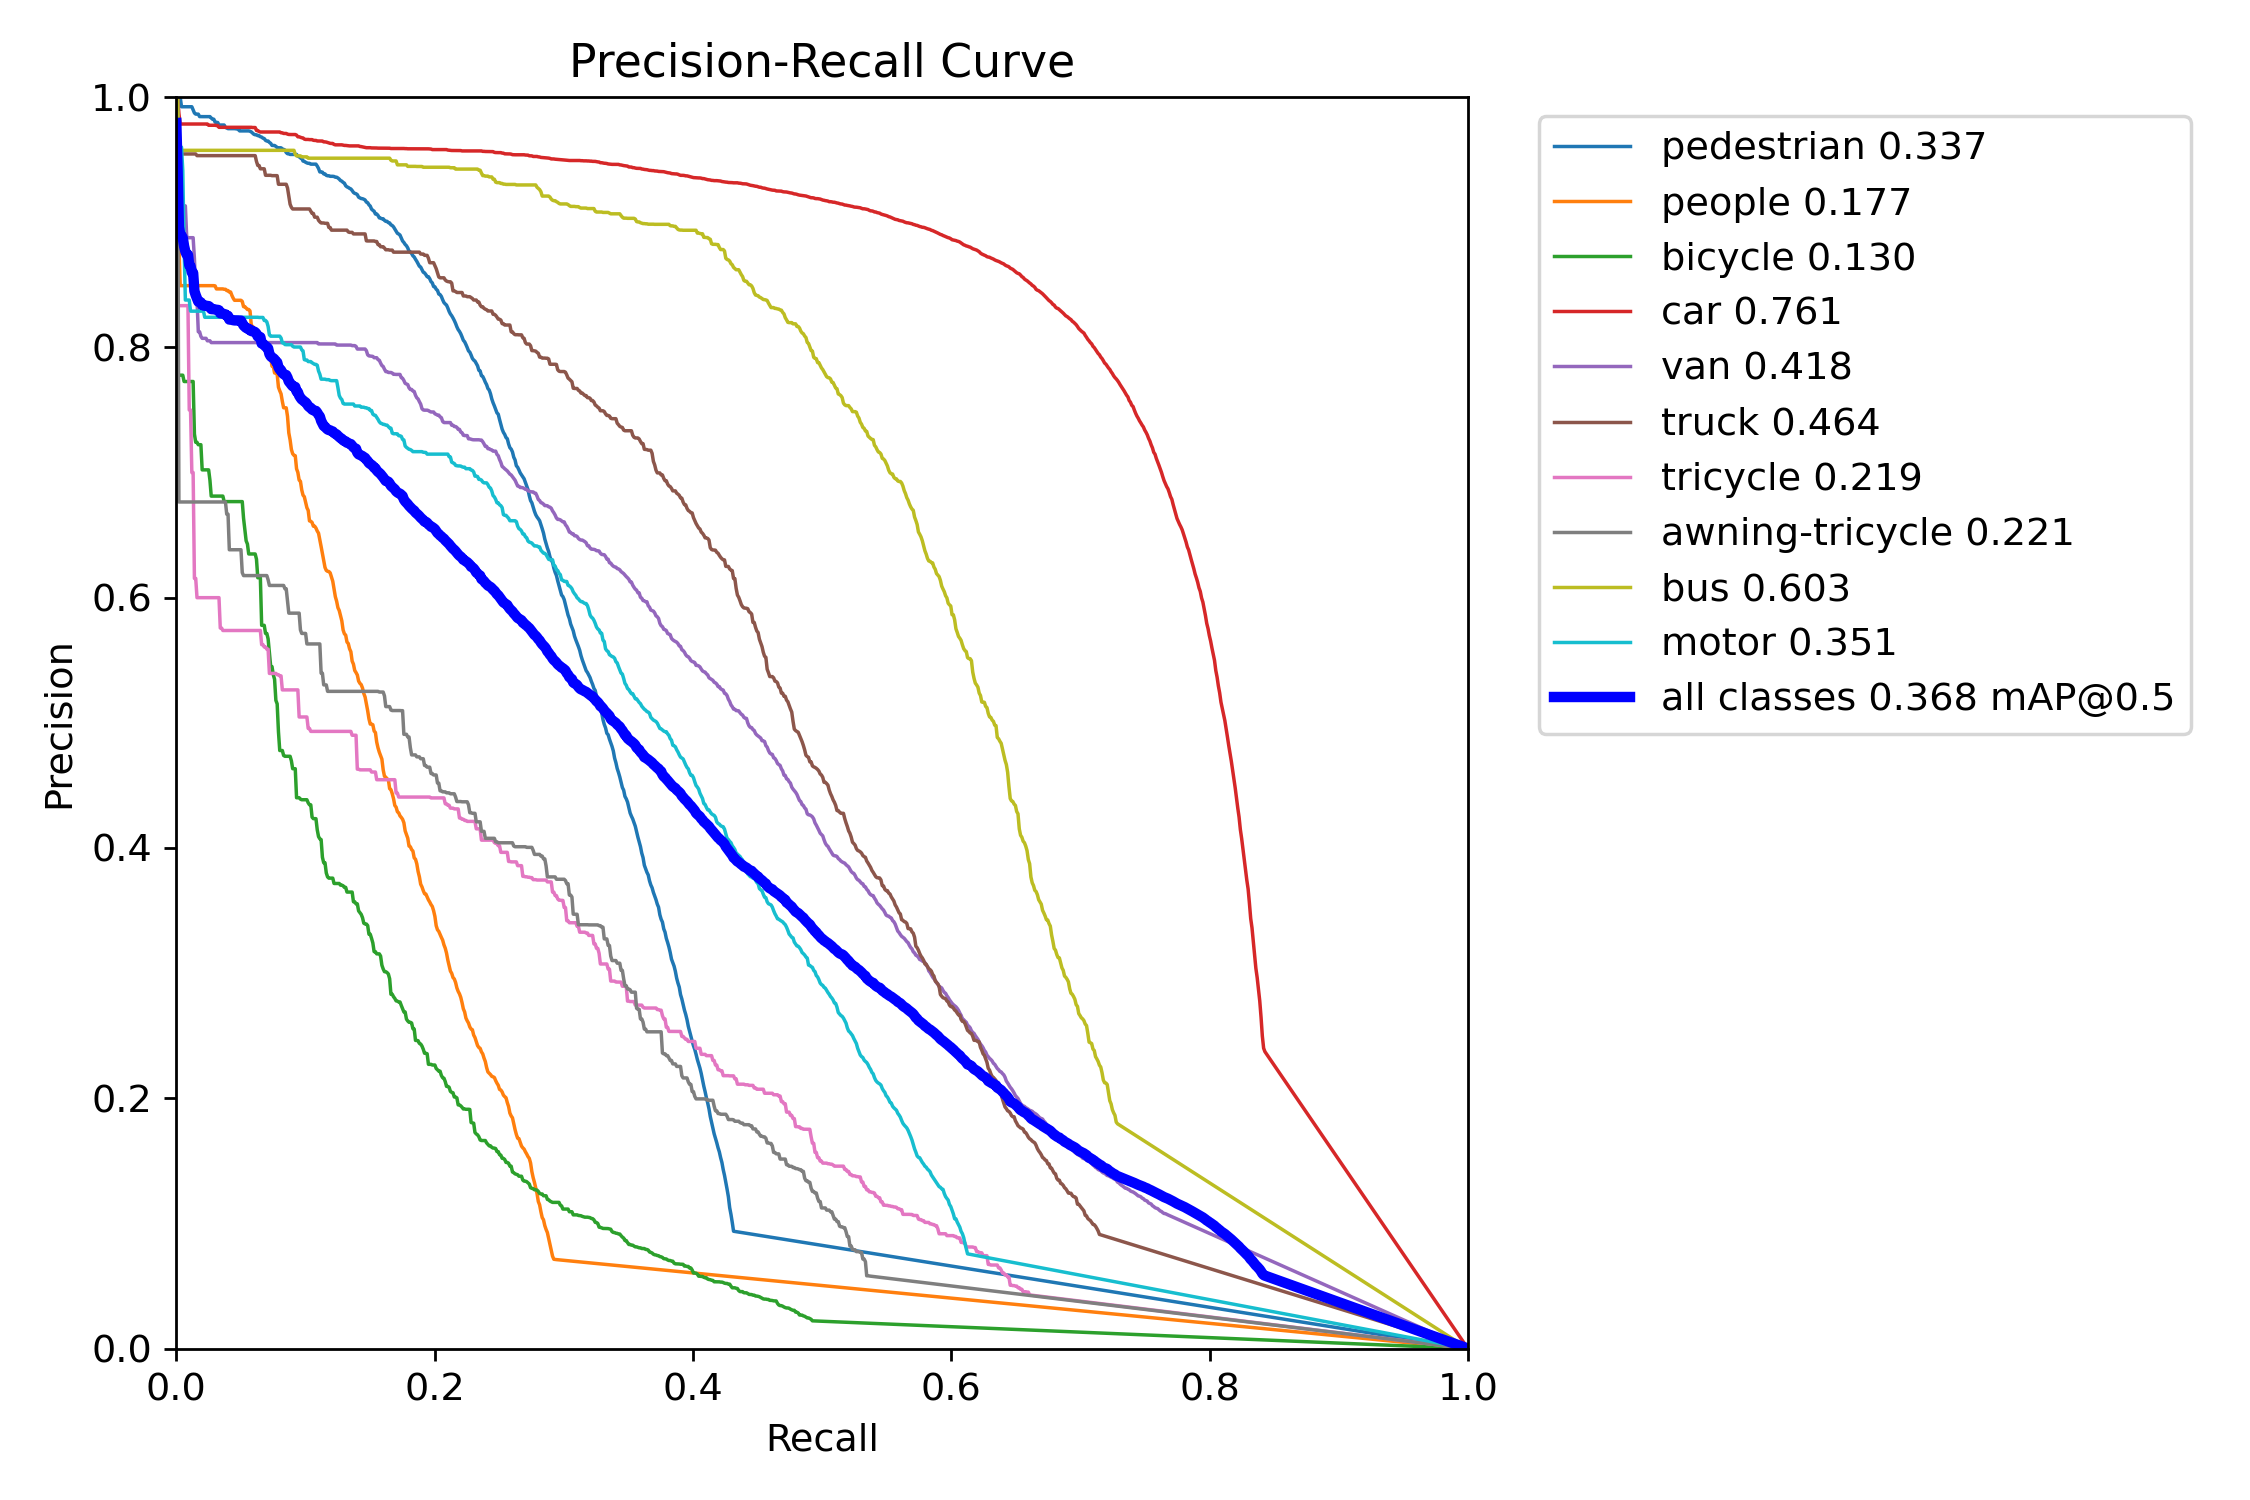 Precision-Recall Curve
1.0
0.8
0.6
0.4
0.2
0.0
Precision
0.0 0.2 0.4 0.6 0.8 1.0
Recall
pedestrian 0.337
people 0.177
bicycle 0.130
car 0.761
van 0.418
truck 0.464
tricycle 0.219
awning-tricycle 0.221
bus 0.603
motor 0.351
all classes 0.368 mAP@0.5